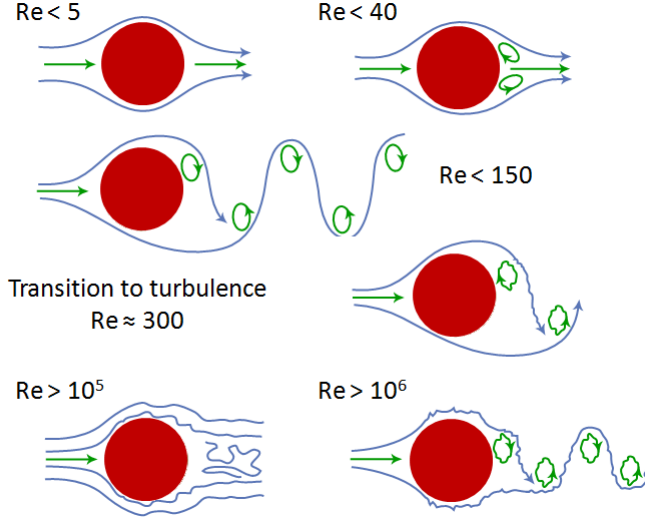 Re < 5
Re < 40
Re < 150
Transition to turbulence
Re ≈ 300
Re > 10⁵
Re > 10⁶